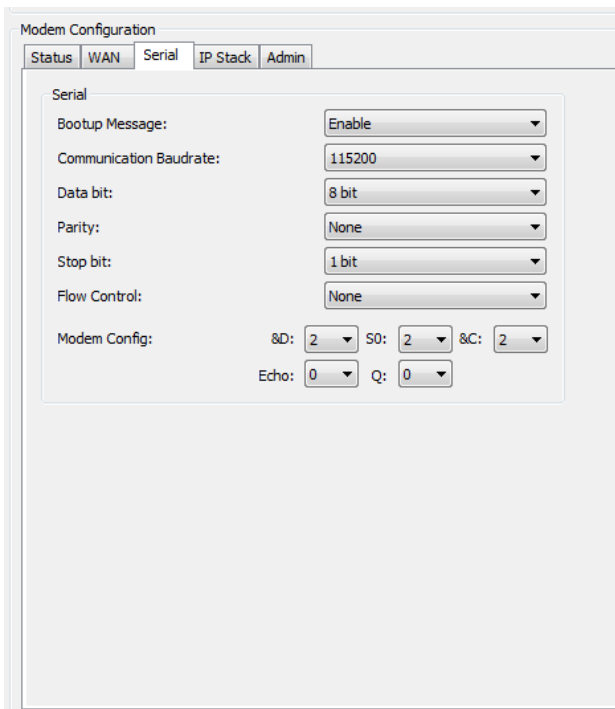 Modem Configuration
Status WAN Serial IP Stack Admin
Serial
Bootup Message: Enable
Communication Baudrate: 115200
Data bit: 8 bit
Parity: None
Stop bit: 1 bit
Flow Control: None
Modem Config: &D: 2 S0: 2 &C: 2
Echo: 0 Q: 0